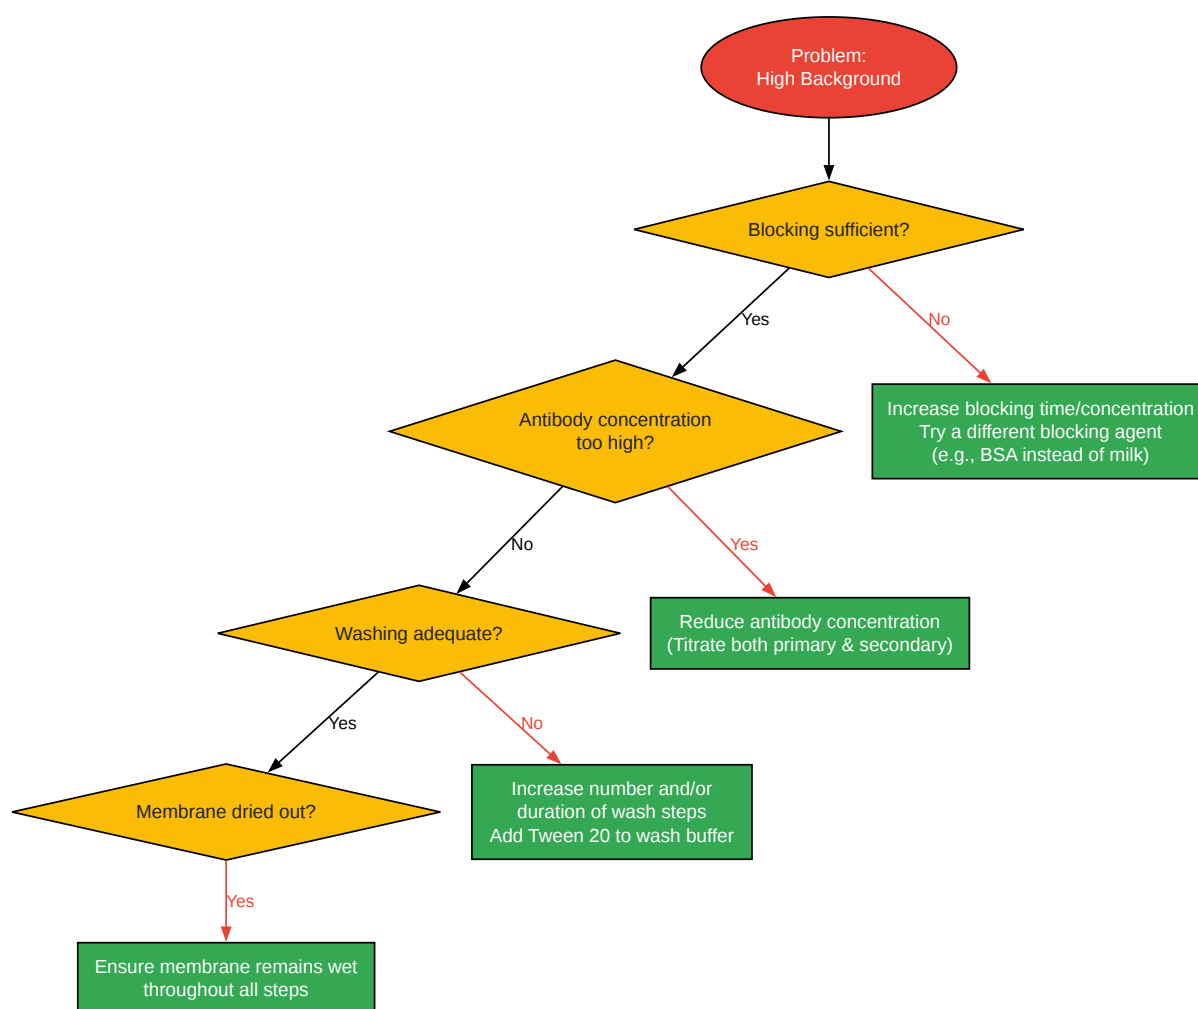 Problem:
High Background
Blocking sufficient?
Yes
No
Antibody concentration
too high?
Increase blocking time/concentration
Try a different blocking agent
(e.g., BSA instead of milk)
No
Yes
Washing adequate?
Reduce antibody concentration
(Titrate both primary & secondary)
Yes
No
Membrane dried out?
Increase number and/or
duration of wash steps
Add Tween 20 to wash buffer
Yes
Ensure membrane remains wet
throughout all steps